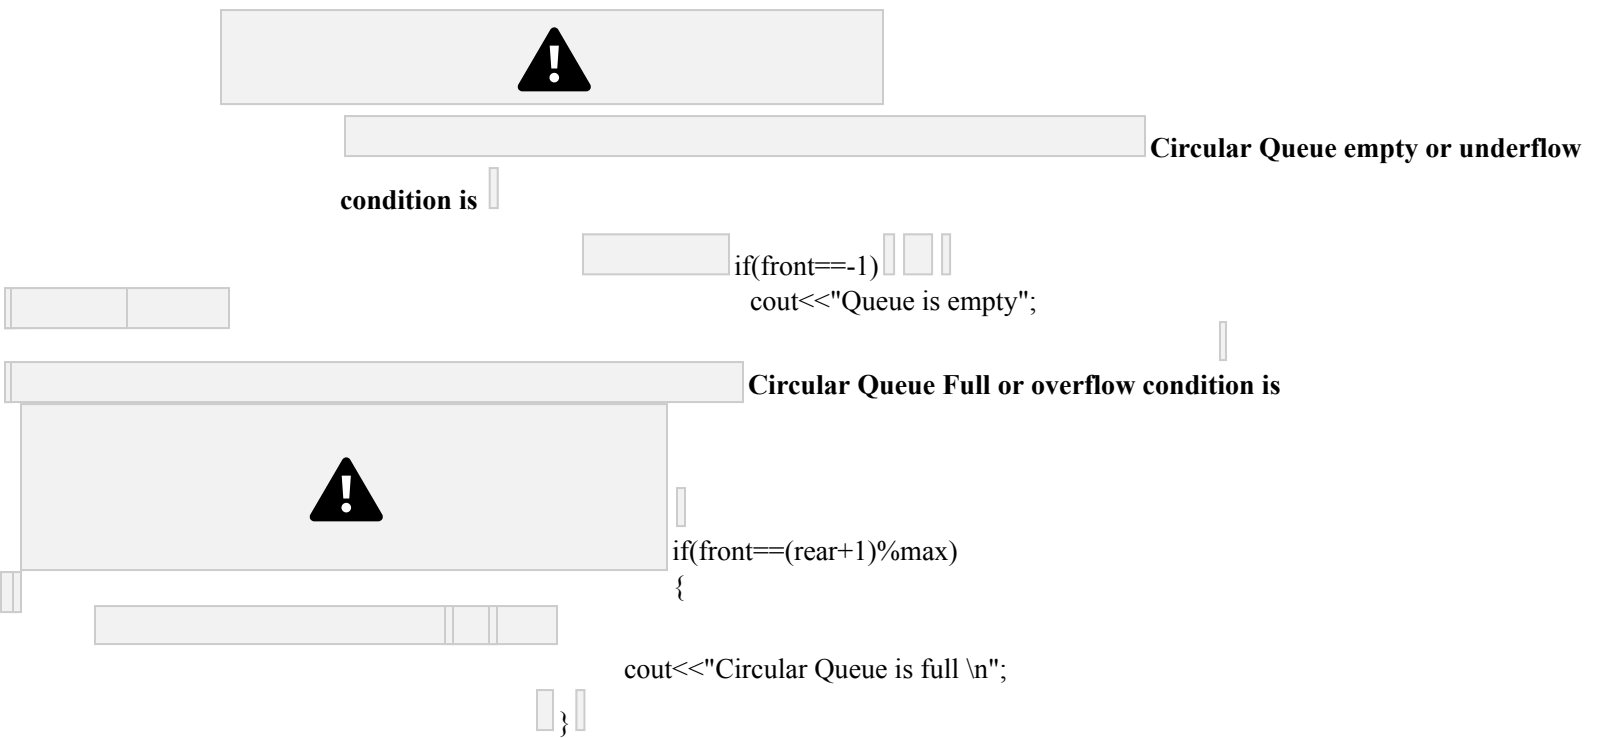 Circular Queue empty or underflow
condition is
if(front==-1)
cout<<"Queue is empty";
Circular Queue Full or overflow condition is
if(front==(rear+1)%max)
{
cout<<"Circular Queue is full \n";
}